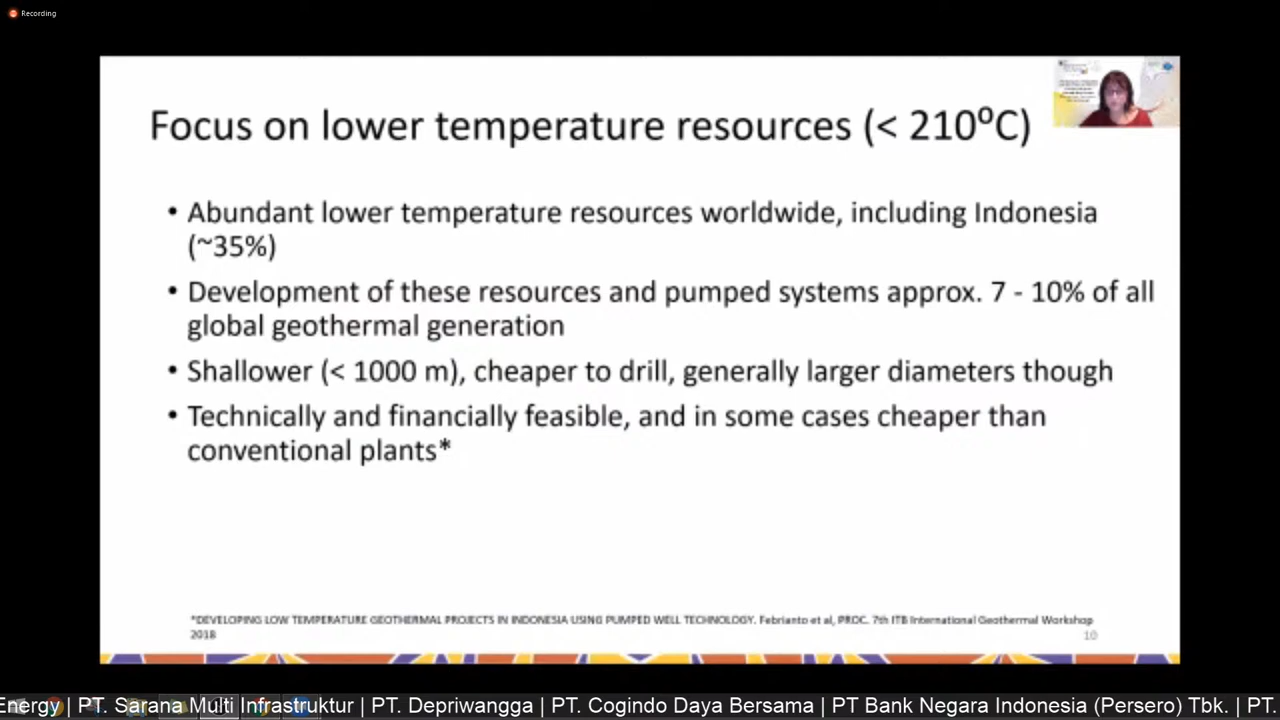 Recording
Focus on lower temperature resources (< 210⁰C)
• Abundant lower temperature resources worldwide, including Indonesia
(~35%)
• Development of these resources and pumped systems approx. 7 - 10% of all
global geothermal generation
• Shallower (< 1000 m), cheaper to drill, generally larger diameters though
• Technically and financially feasible, and in some cases cheaper than
conventional plants*
*DEVELOPING LOW TEMPERATURE GEOTHERMAL PROJECTS IN INDONESIA USING PUMPED WELL TECHNOLOGY. Febrianto et al, PROC. 7th ITB International Geothermal Workshop
2018
10
Energy | PT. Sarana Multi Infrastruktur | PT. Depriwangga | PT. Cogindo Daya Bersama | PT Bank Negara Indonesia (Persero) Tbk. | PT.